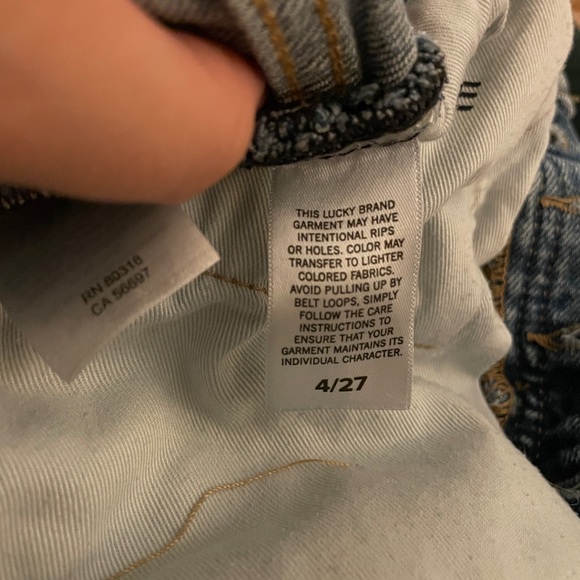 THIS LUCKY BRAND
GARMENT MAY HAVE
INTENTIONAL RIPS
OR HOLES. COLOR MAY
TRANSFER TO LIGHTER
COLORED FABRICS.
AVOID PULLING UP BY
BELT LOOPS, SIMPLY
FOLLOW THE CARE
INSTRUCTIONS TO
ENSURE THAT YOUR
GARMENT MAINTAINS ITS
INDIVIDUAL CHARACTER.
4/27
RN 80318
CA 56697